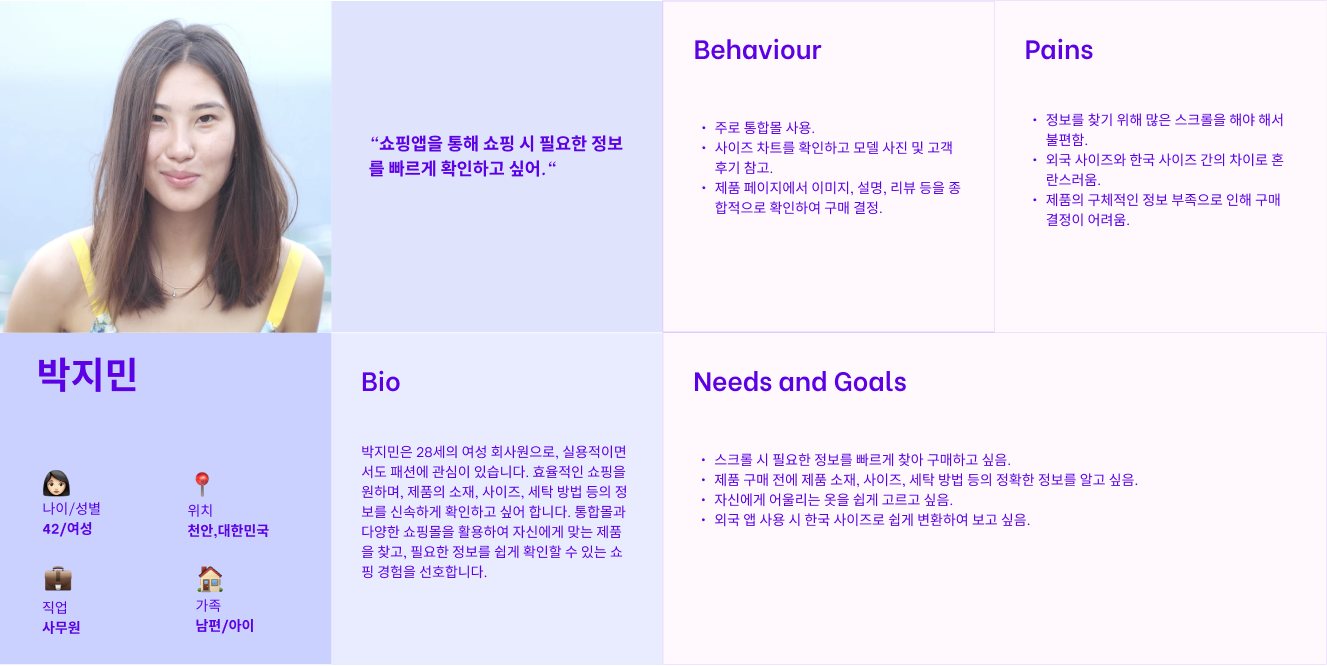 “쇼핑앱을 통해 쇼핑 시 필요한 정보
를 빠르게 확인하고 싶어.“
Behaviour
• 주로 통합몰 사용.
• 사이즈 차트를 확인하고 모델 사진 및 고객
후기 참고.
• 제품 페이지에서 이미지, 설명, 리뷰 등을 종
합적으로 확인하여 구매 결정.
Pains
• 정보를 찾기 위해 많은 스크롤을 해야 해서
불편함.
• 외국 사이즈와 한국 사이즈 간의 차이로 혼
란스러움.
• 제품의 구체적인 정보 부족으로 인해 구매
결정이 어려움.
박지민
나이/성별
42/여성
위치
천안,대한민국
직업
사무원
가족
남편/아이
Bio
박지민은 28세의 여성 회사원으로, 실용적이면
서도 패션에 관심이 있습니다. 효율적인 쇼핑을
원하며, 제품의 소재, 사이즈, 세탁 방법 등의 정
보를 신속하게 확인하고 싶어 합니다. 통합몰과
다양한 쇼핑몰을 활용하여 자신에게 맞는 제품
을 찾고, 필요한 정보를 쉽게 확인할 수 있는 쇼
핑 경험을 선호합니다.
Needs and Goals
• 스크롤 시 필요한 정보를 빠르게 찾아 구매하고 싶음.
• 제품 구매 전에 제품 소재, 사이즈, 세탁 방법 등의 정확한 정보를 알고 싶음.
• 자신에게 어울리는 옷을 쉽게 고르고 싶음.
• 외국 앱 사용 시 한국 사이즈로 쉽게 변환하여 보고 싶음.